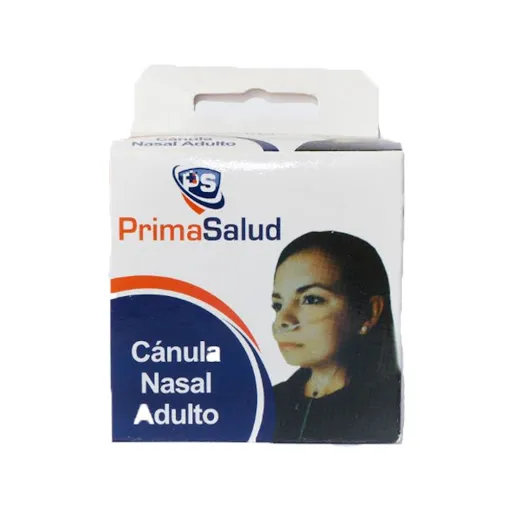 Cánula
Nasal Adulto
PS
PrimaSalud
Cánula
Nasal
Adulto